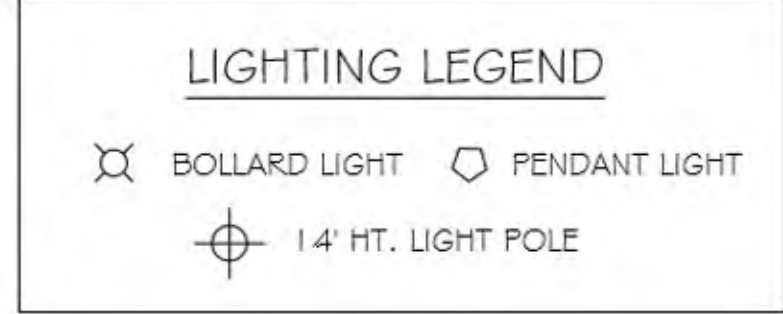 LIGHTING LEGEND
BOLLARD LIGHT PENDANT LIGHT
14' HT. LIGHT POLE